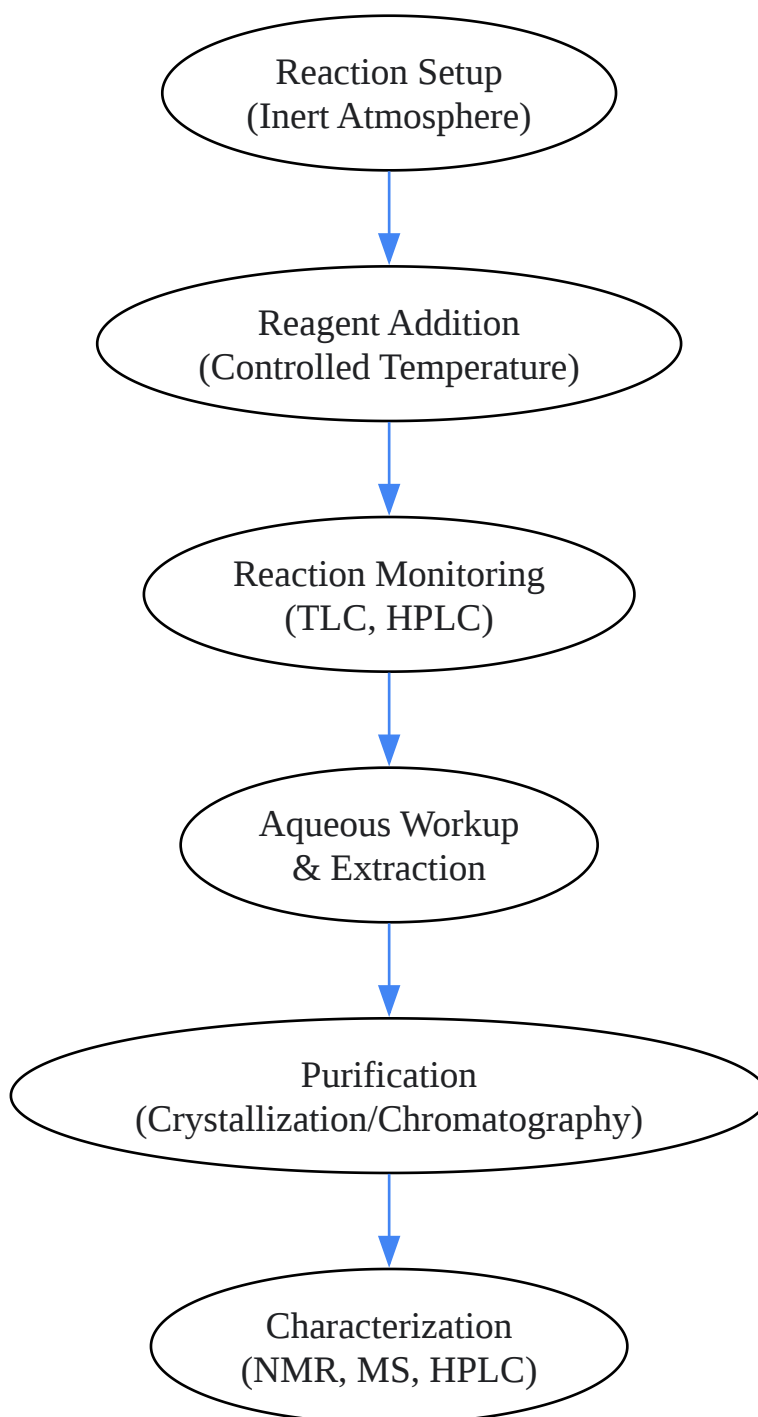 Reaction Setup
(Inert Atmosphere)
Reagent Addition
(Controlled Temperature)
Reaction Monitoring
(TLC, HPLC)
Aqueous Workup
& Extraction
Purification
(Crystallization/Chromatography)
Characterization
(NMR, MS, HPLC)